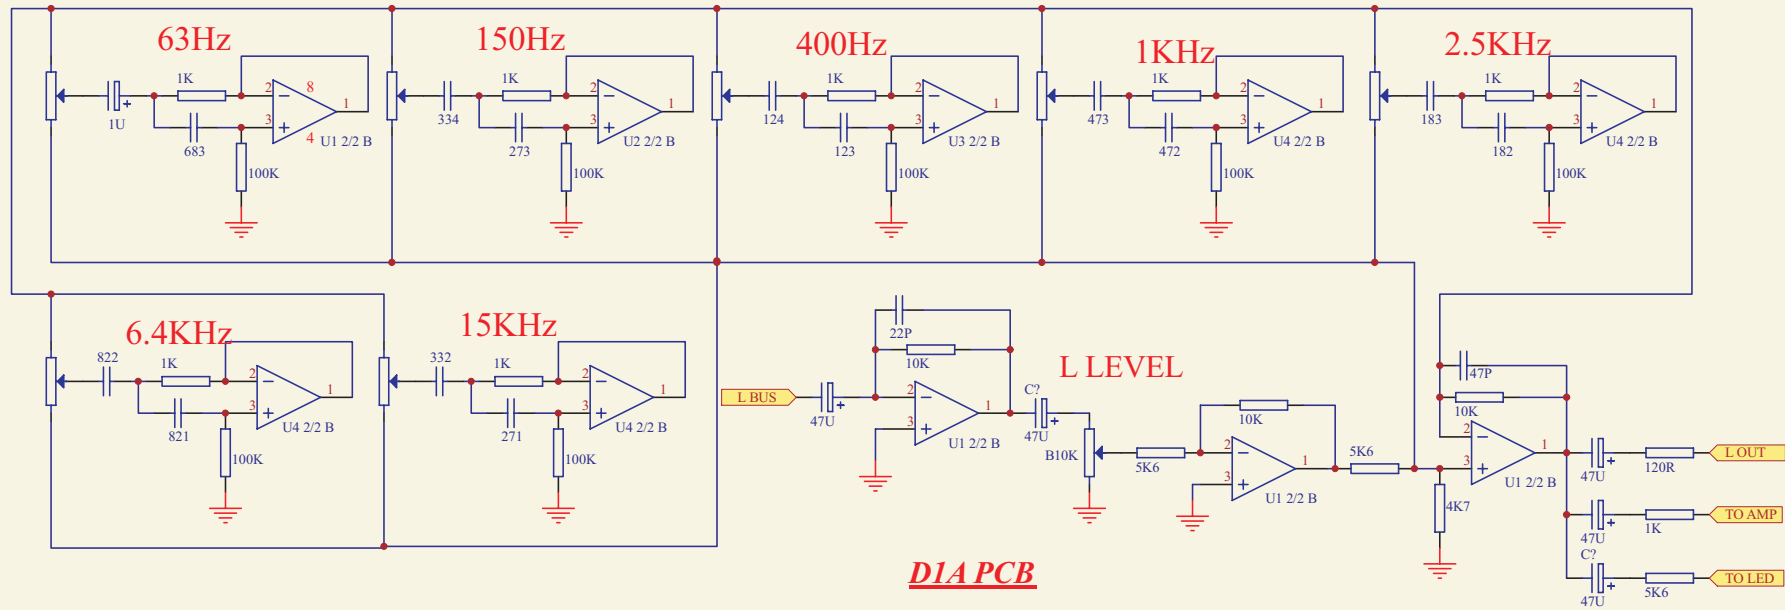 63Hz
150Hz
400Hz
1KHz
2.5KHz
1K 2 8 1
1U 683 3 4 U1 2/2 B
100K
1K 2 1
334 273 3 U2 2/2 B
100K
1K 2 1
124 123 3 U3 2/2 B
100K
1K 2 1
473 472 3 U4 2/2 B
100K
1K 2 1
183 182 3 U4 2/2 B
100K
6.4KHz
15KHz
822 1K 2 1
821 3 U4 2/2 B
100K
332 1K 2 1
271 3 U4 2/2 B
100K
L LEVEL
22P
10K
L BUS
47U
2 1
3 U1 2/2 B
C?
47U
B10K
5K6
10K
2 1
3 U1 2/2 B
5K6
4K7
47P
10K
2 1
3 U1 2/2 B
47U 120R L OUT
47U 1K TO AMP
C?
47U 5K6 TO LED
D1A PCB